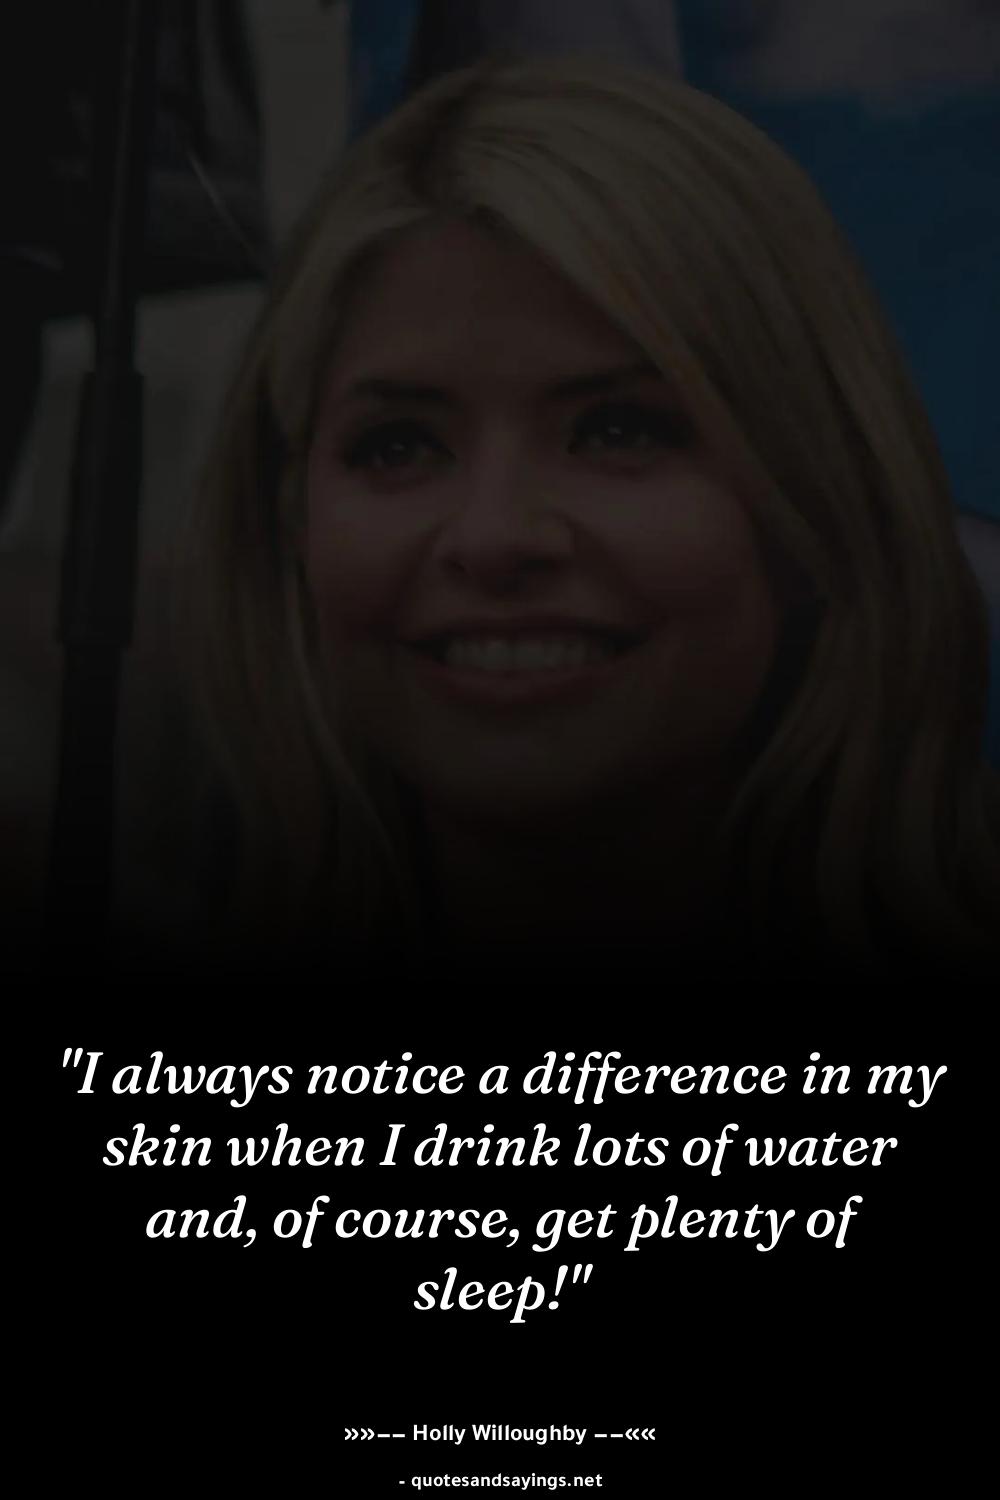 "I always notice a difference in my
skin when I drink lots of water
and, of course, get plenty of
sleep!"
»»−− Holly Willoughby −−««
- quotesandsayings.net